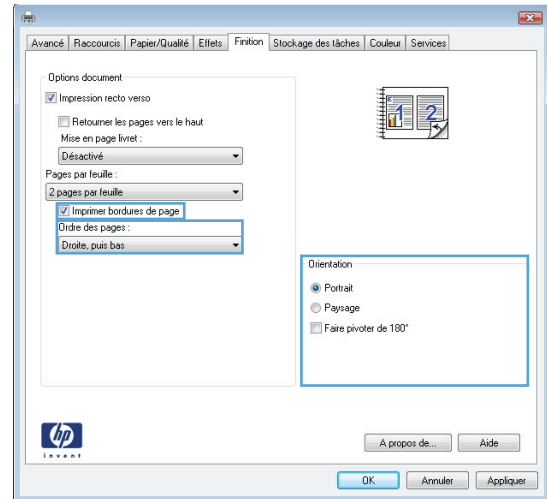 Avancé Raccourcis Papier/Qualité Effets Finition Stockage des tâches Couleur Services
Options document
Impression recto verso
Retourner les pages vers le haut
Mise en page livret :
Désactivé
Pages par feuille :
2 pages par feuille
Imprimer bordures de page
Ordre des pages :
Droite, puis bas
1 2
Orientation
Portrait
Paysage
Faire pivoter de 180°
hp
invent
A propos de... Aide
OK Annuler Appliquer